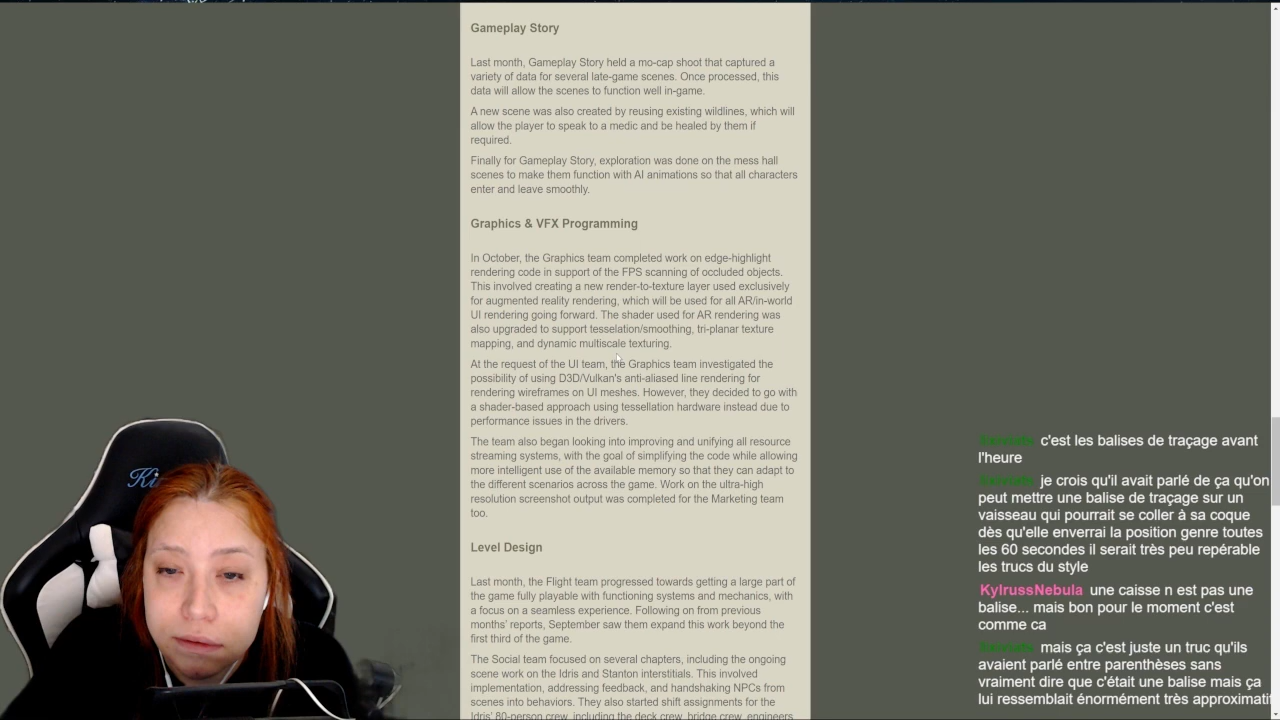 Gameplay Story
Last month, Gameplay Story held a mo-cap shoot that captured a
variety of data for several late-game scenes. Once processed, this
data will allow the scenes to function well in-game.
A new scene was also created by reusing existing wildlines, which will
allow the player to speak to a medic and be healed by them if
required.
Finally for Gameplay Story, exploration was done on the mess hall
scenes to make them function with AI animations so that all characters
enter and leave smoothly.
Graphics & VFX Programming
In October, the Graphics team completed work on edge-highlight
rendering code in support of the FPS scanning of occluded objects.
This involved creating a new render-to-texture layer used exclusively
for augmented reality rendering, which will be used for all AR/in-world
UI rendering going forward. The shader used for AR rendering was
also upgraded to support tesselation/smoothing, tri-planar texture
mapping, and dynamic multiscale texturing.
At the request of the UI team, the Graphics team investigated the
possibility of using D3D/Vulkan's anti-aliased line rendering for
rendering wireframes on UI meshes. However, they decided to go with
a shader-based approach using tessellation hardware instead due to
performance issues in the drivers.
The team also began looking into improving and unifying all resource
streaming systems, with the goal of simplifying the code while allowing
more intelligent use of the available memory so that they can adapt to
the different scenarios across the game. Work on the ultra-high
resolution screenshot output was completed for the Marketing team
too.
Level Design
Last month, the Flight team progressed towards getting a large part of
the game fully playable with functioning systems and mechanics, with
a focus on a seamless experience. Following on from previous
months' reports, September saw them expand this work beyond the
first third of the game.
The Social team focused on several chapters, including the ongoing
scene work on the Idris and Stanton interstitials. This involved
implementation, addressing feedback, and handshaking NPCs from
scenes into behaviors. They also started shift assignments for the
Idris' 80-person crew, including the deck crew, bridge crew, engineers
c'est les balises de traçage avant
l'heure
je crois qu'il avait parlé de ça qu'on
peut mettre une balise de traçage sur un
vaisseau qui pourrait se coller à sa coque
dès qu'elle enverrai la position genre toutes
les 60 secondes il serait très peu repérable
les trucs du style
KylrussNebula une caisse n est pas une
balise... mais bon pour le moment c'est
comme ca
mais ça c'est juste un truc qu'ils
avaient parlé entre parenthèses sans
vraiment dire que c'était une balise mais ça
lui ressemblait énormément très approximati